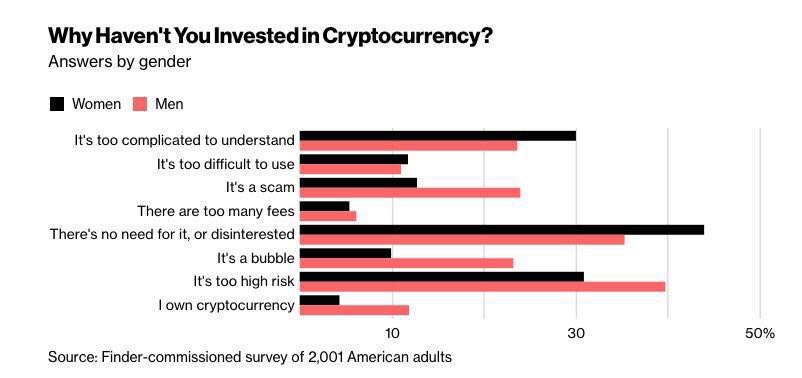 Why Haven't You Invested in Cryptocurrency?
Answers by gender
Women Men
It's too complicated to understand
It's too difficult to use
It's a scam
There are too many fees
There's no need for it, or disinterested
It's a bubble
It's too high risk
I own cryptocurrency
10 30 50%
Source: Finder-commissioned survey of 2,001 American adults